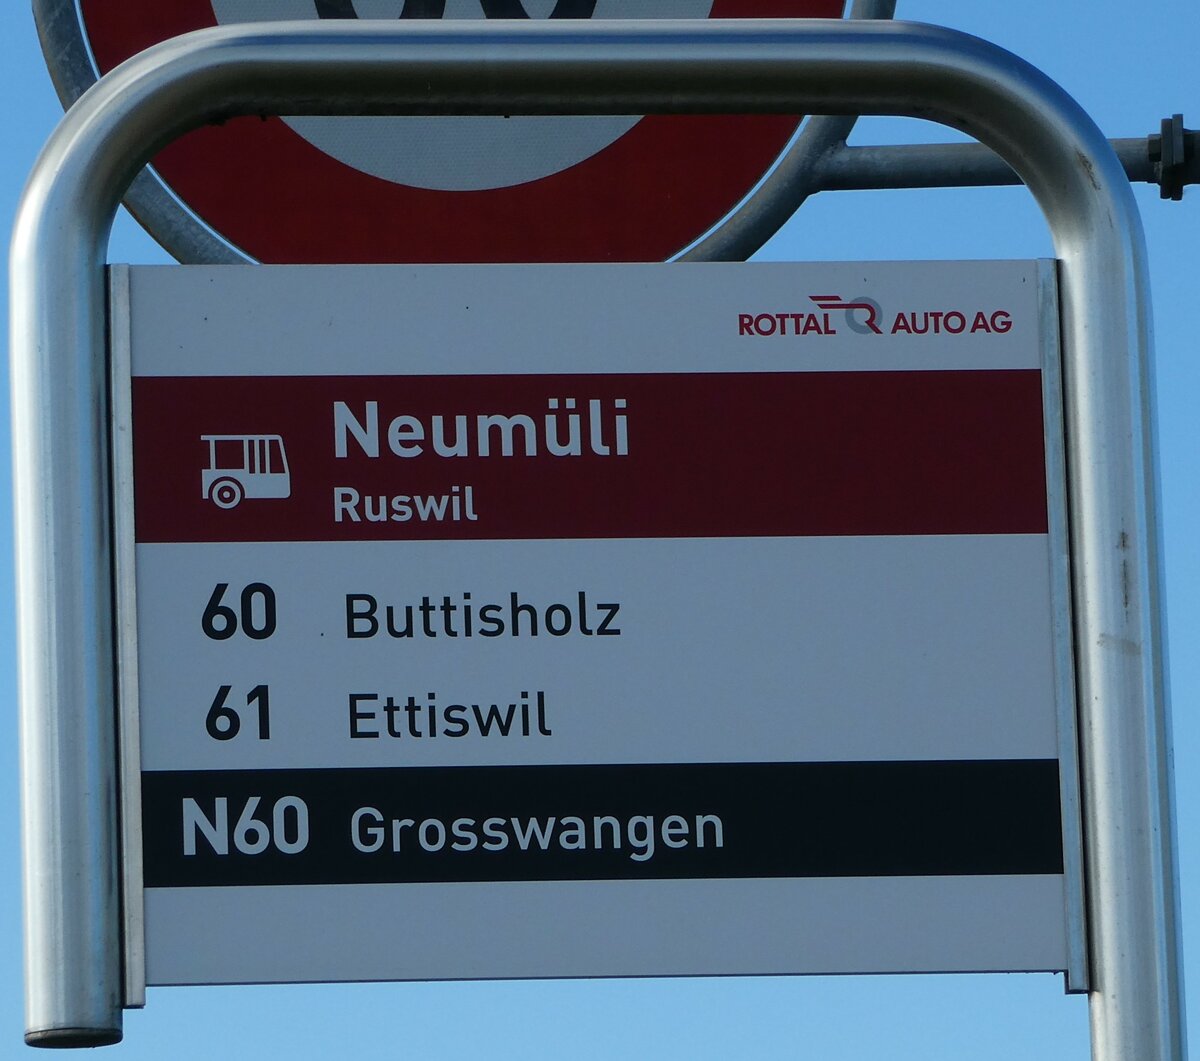 ROTTAL AUTO AG
Neumüli
Ruswil
60 Buttisholz
61 Ettiswil
N60 Grosswangen